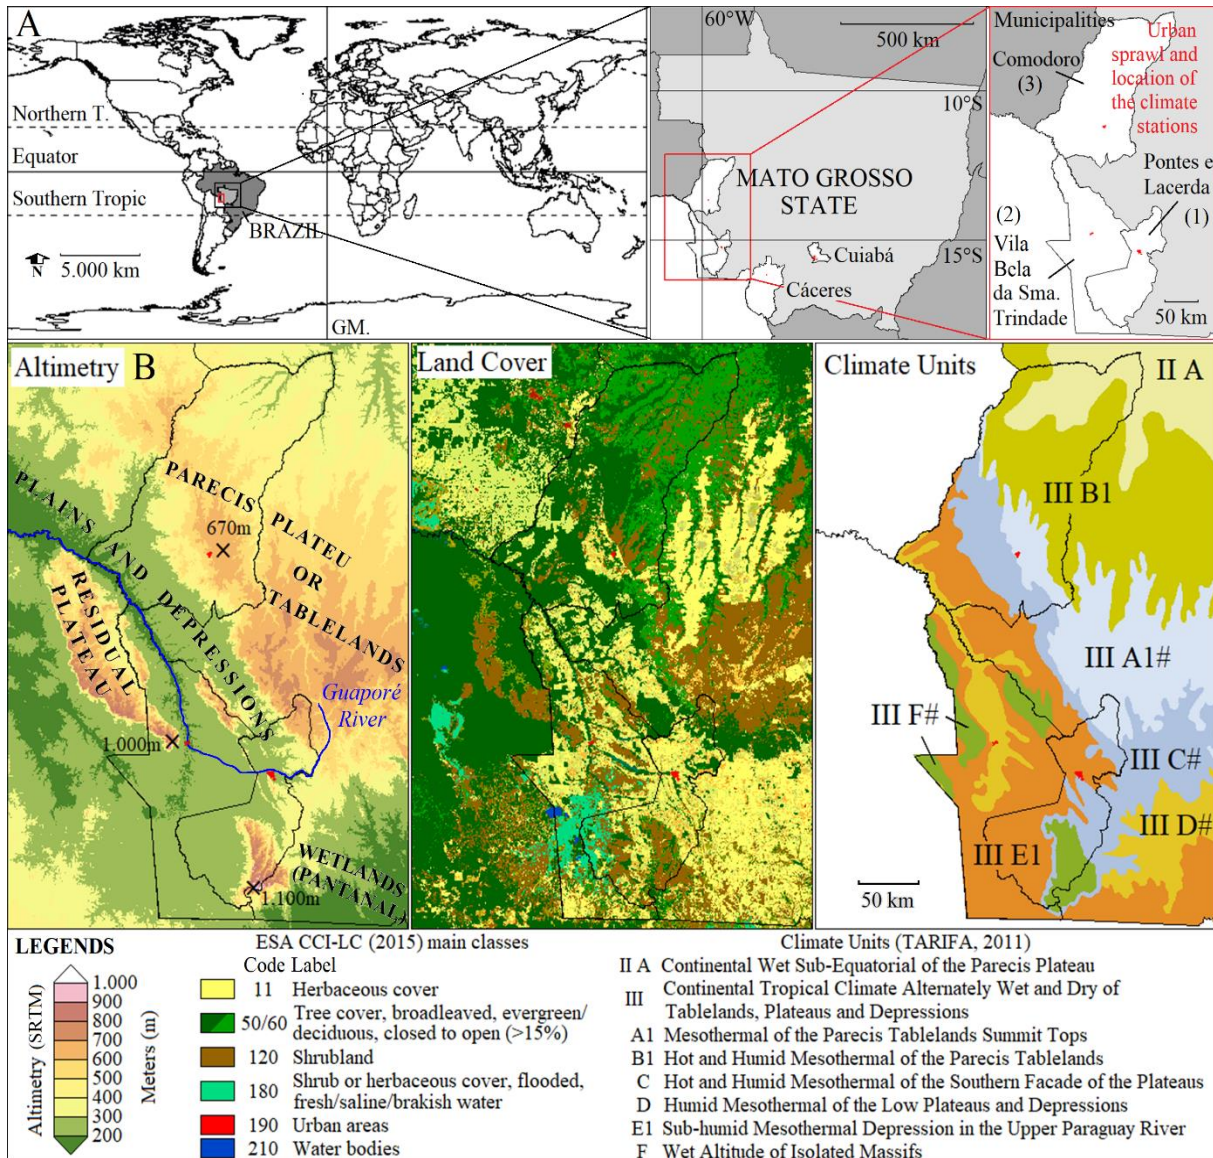 A
Northern T.
Equator
Southern Tropic
BRAZIL
N
5.000 km
GM.
60°W
500 km
10°S
MATO GROSSO
STATE
15°S
Cuiabá
Cáceres
Municipalities
Comodoro
(3)
Urban
sprawl and
location of
the climate
stations
Pontes e
Lacerda
(1)
(2)
Vila
Bela
da Sma.
Trindade
50 km
Altimetry B
PARECIS PLATEU
OR
TABLELANDS
670m
PLAINS AND DEPRESSIONS
RESIDUAL
PLATEAU
Guaporé
River
1.000m
WETLANDS
(PANTANAL)
1.100m
Land Cover
Climate Units
II A
III B1
III A1#
III F#
III C#
III D#
III E1
50 km
LEGENDS
Altimetry (SRTM)
1.000
900
800
700
600
500
400
300
200
Meters (m)
ESA CCI-LC (2015) main classes
Code Label
11 Herbaceous cover
50/60 Tree cover, broadleaved, evergreen/
deciduous, closed to open (>15%)
120 Shrubland
180 Shrub or herbaceous cover, flooded,
fresh/saline/brakish water
190 Urban areas
210 Water bodies
Climate Units (TARIFA, 2011)
II A Continental Wet Sub-Equatorial of the Parecis Plateau
III Continental Tropical Climate Alternately Wet and Dry of
Tablelands, Plateaus and Depressions
A1 Mesothermal of the Parecis Tablelands Summit Tops
B1 Hot and Humid Mesothermal of the Parecis Tablelands
C Hot and Humid Mesothermal of the Southern Facade of the Plateaus
D Humid Mesothermal of the Low Plateaus and Depressions
E1 Sub-humid Mesothermal Depression in the Upper Paraguay River
F Wet Altitude of Isolated Massifs